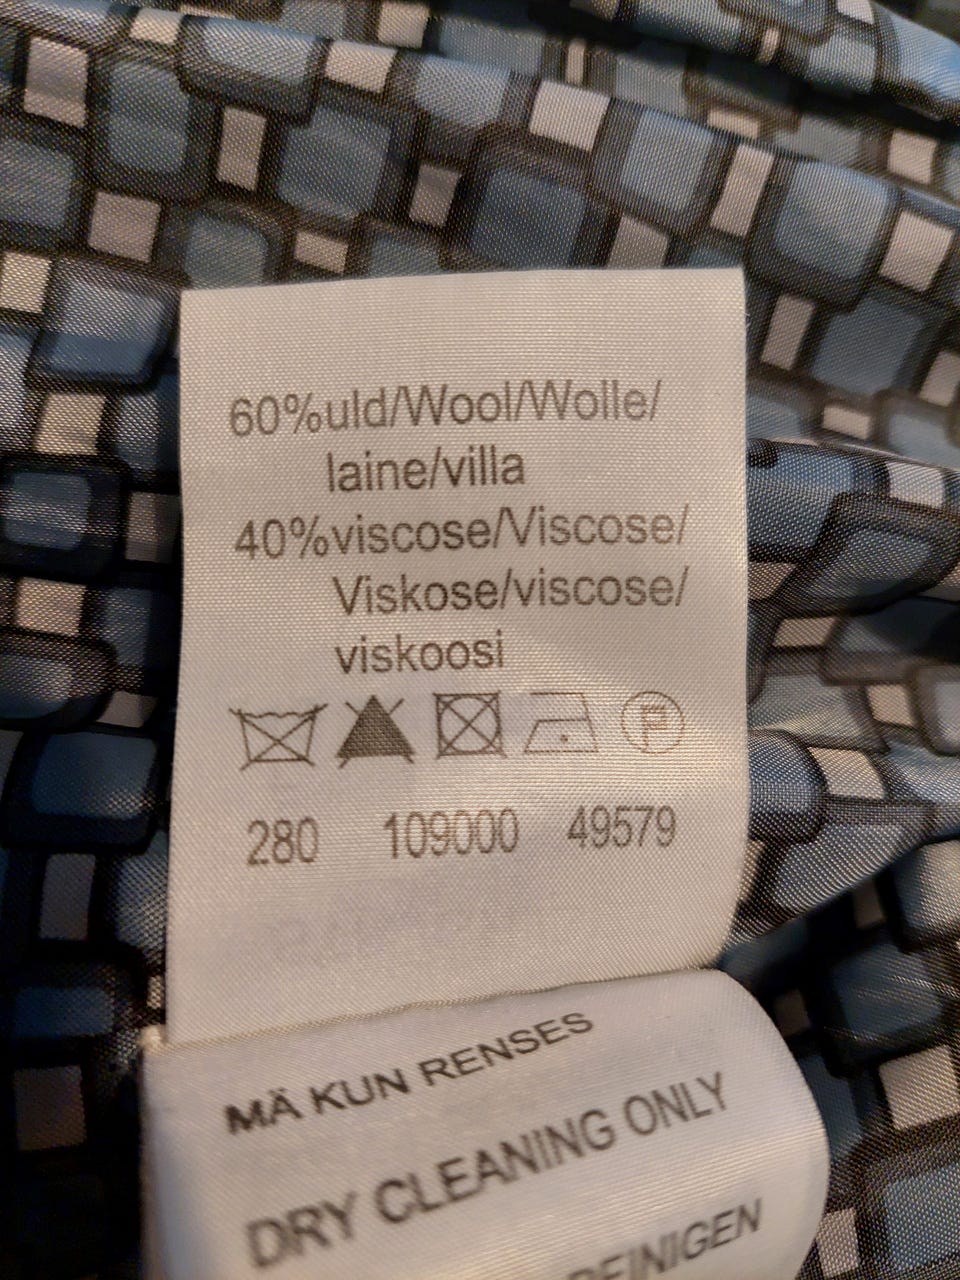 60%uld/Wool/Wolle/
laine/villa
40%viscose/Viscose/
Viskose/viscose/
viskoosi
P
280 109000 49579
MÄ KUN RENSES
DRY CLEANING ONLY